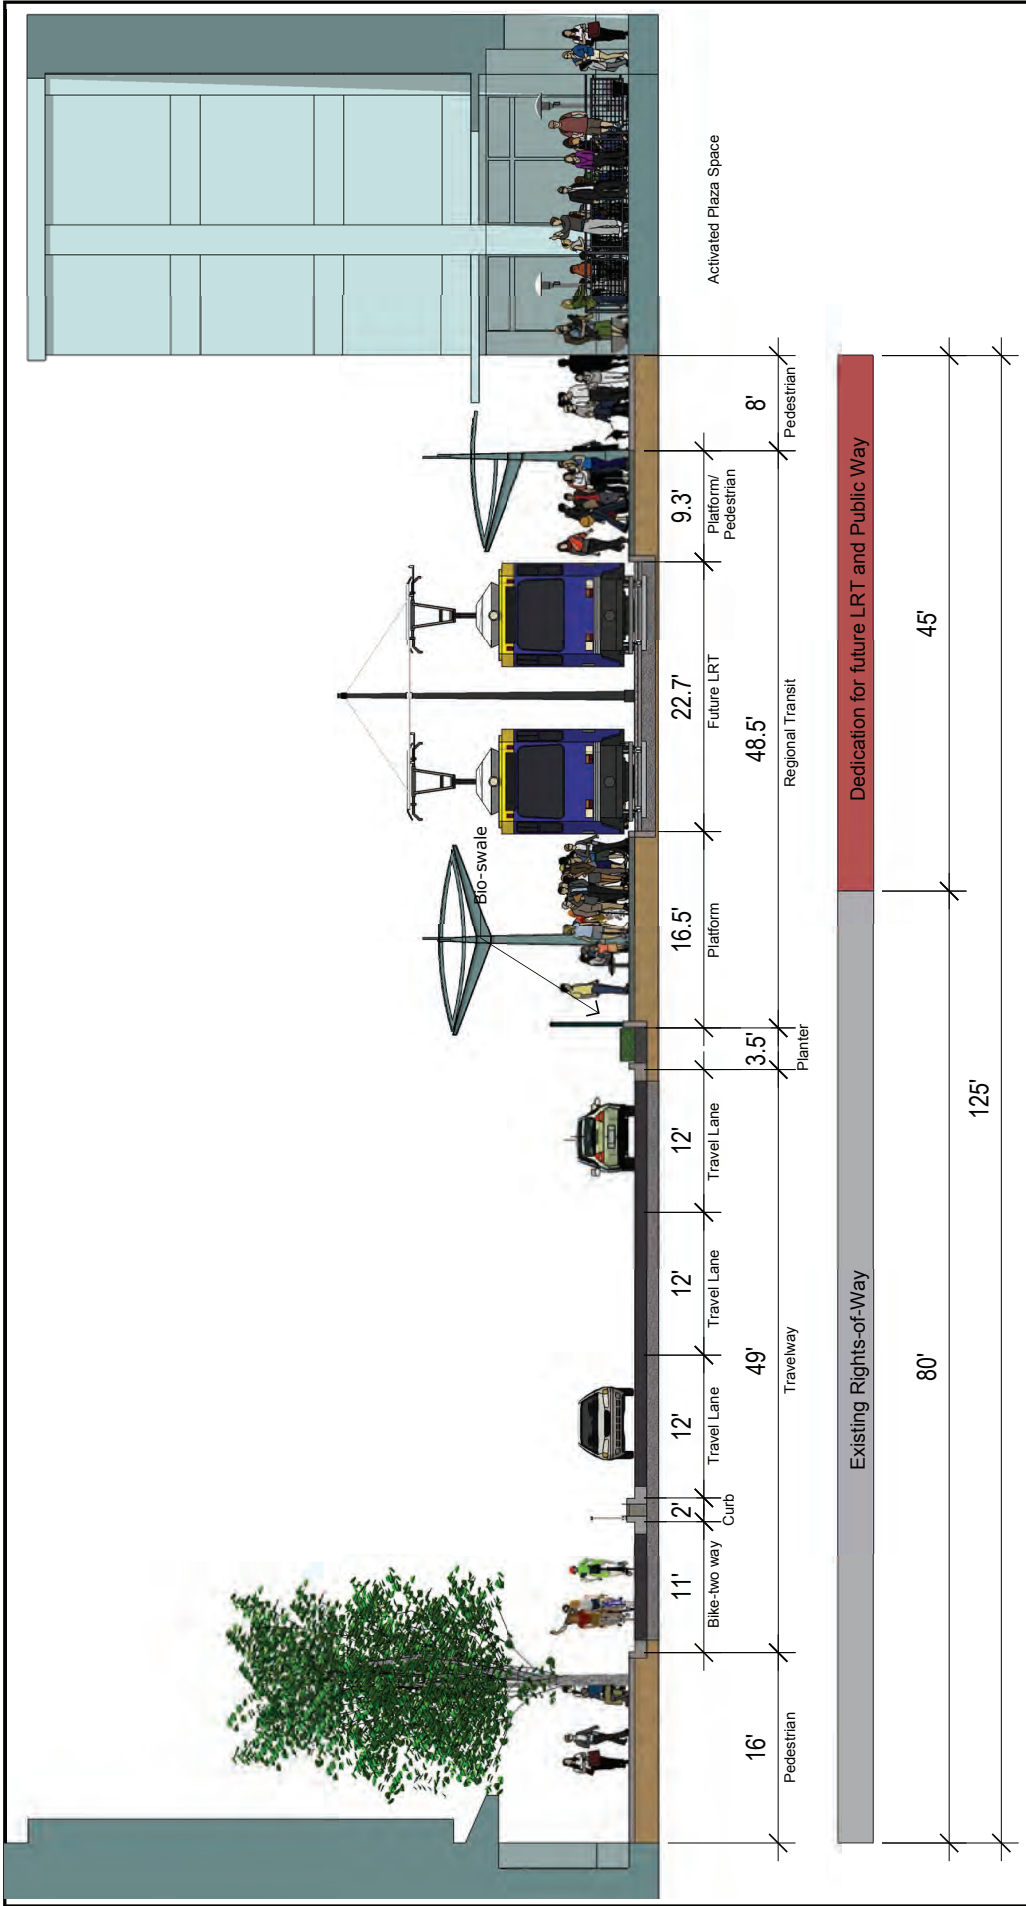 Bio-swale
11'
2'
12'
12'
12'
16.5'
22.7'
9.3'
Bike-two way
Curb
Travel Lane
Travel Lane
Travel Lane
Platform
Future LRT
Platform/
Pedestrian
Activated Plaza Space
16'
49'
3.5'
48.5'
8'
Pedestrian
Travelway
Planter
Regional Transit
Pedestrian
Existing Rights-of-Way
Dedication for future LRT and Public Way
80'
45'
125'